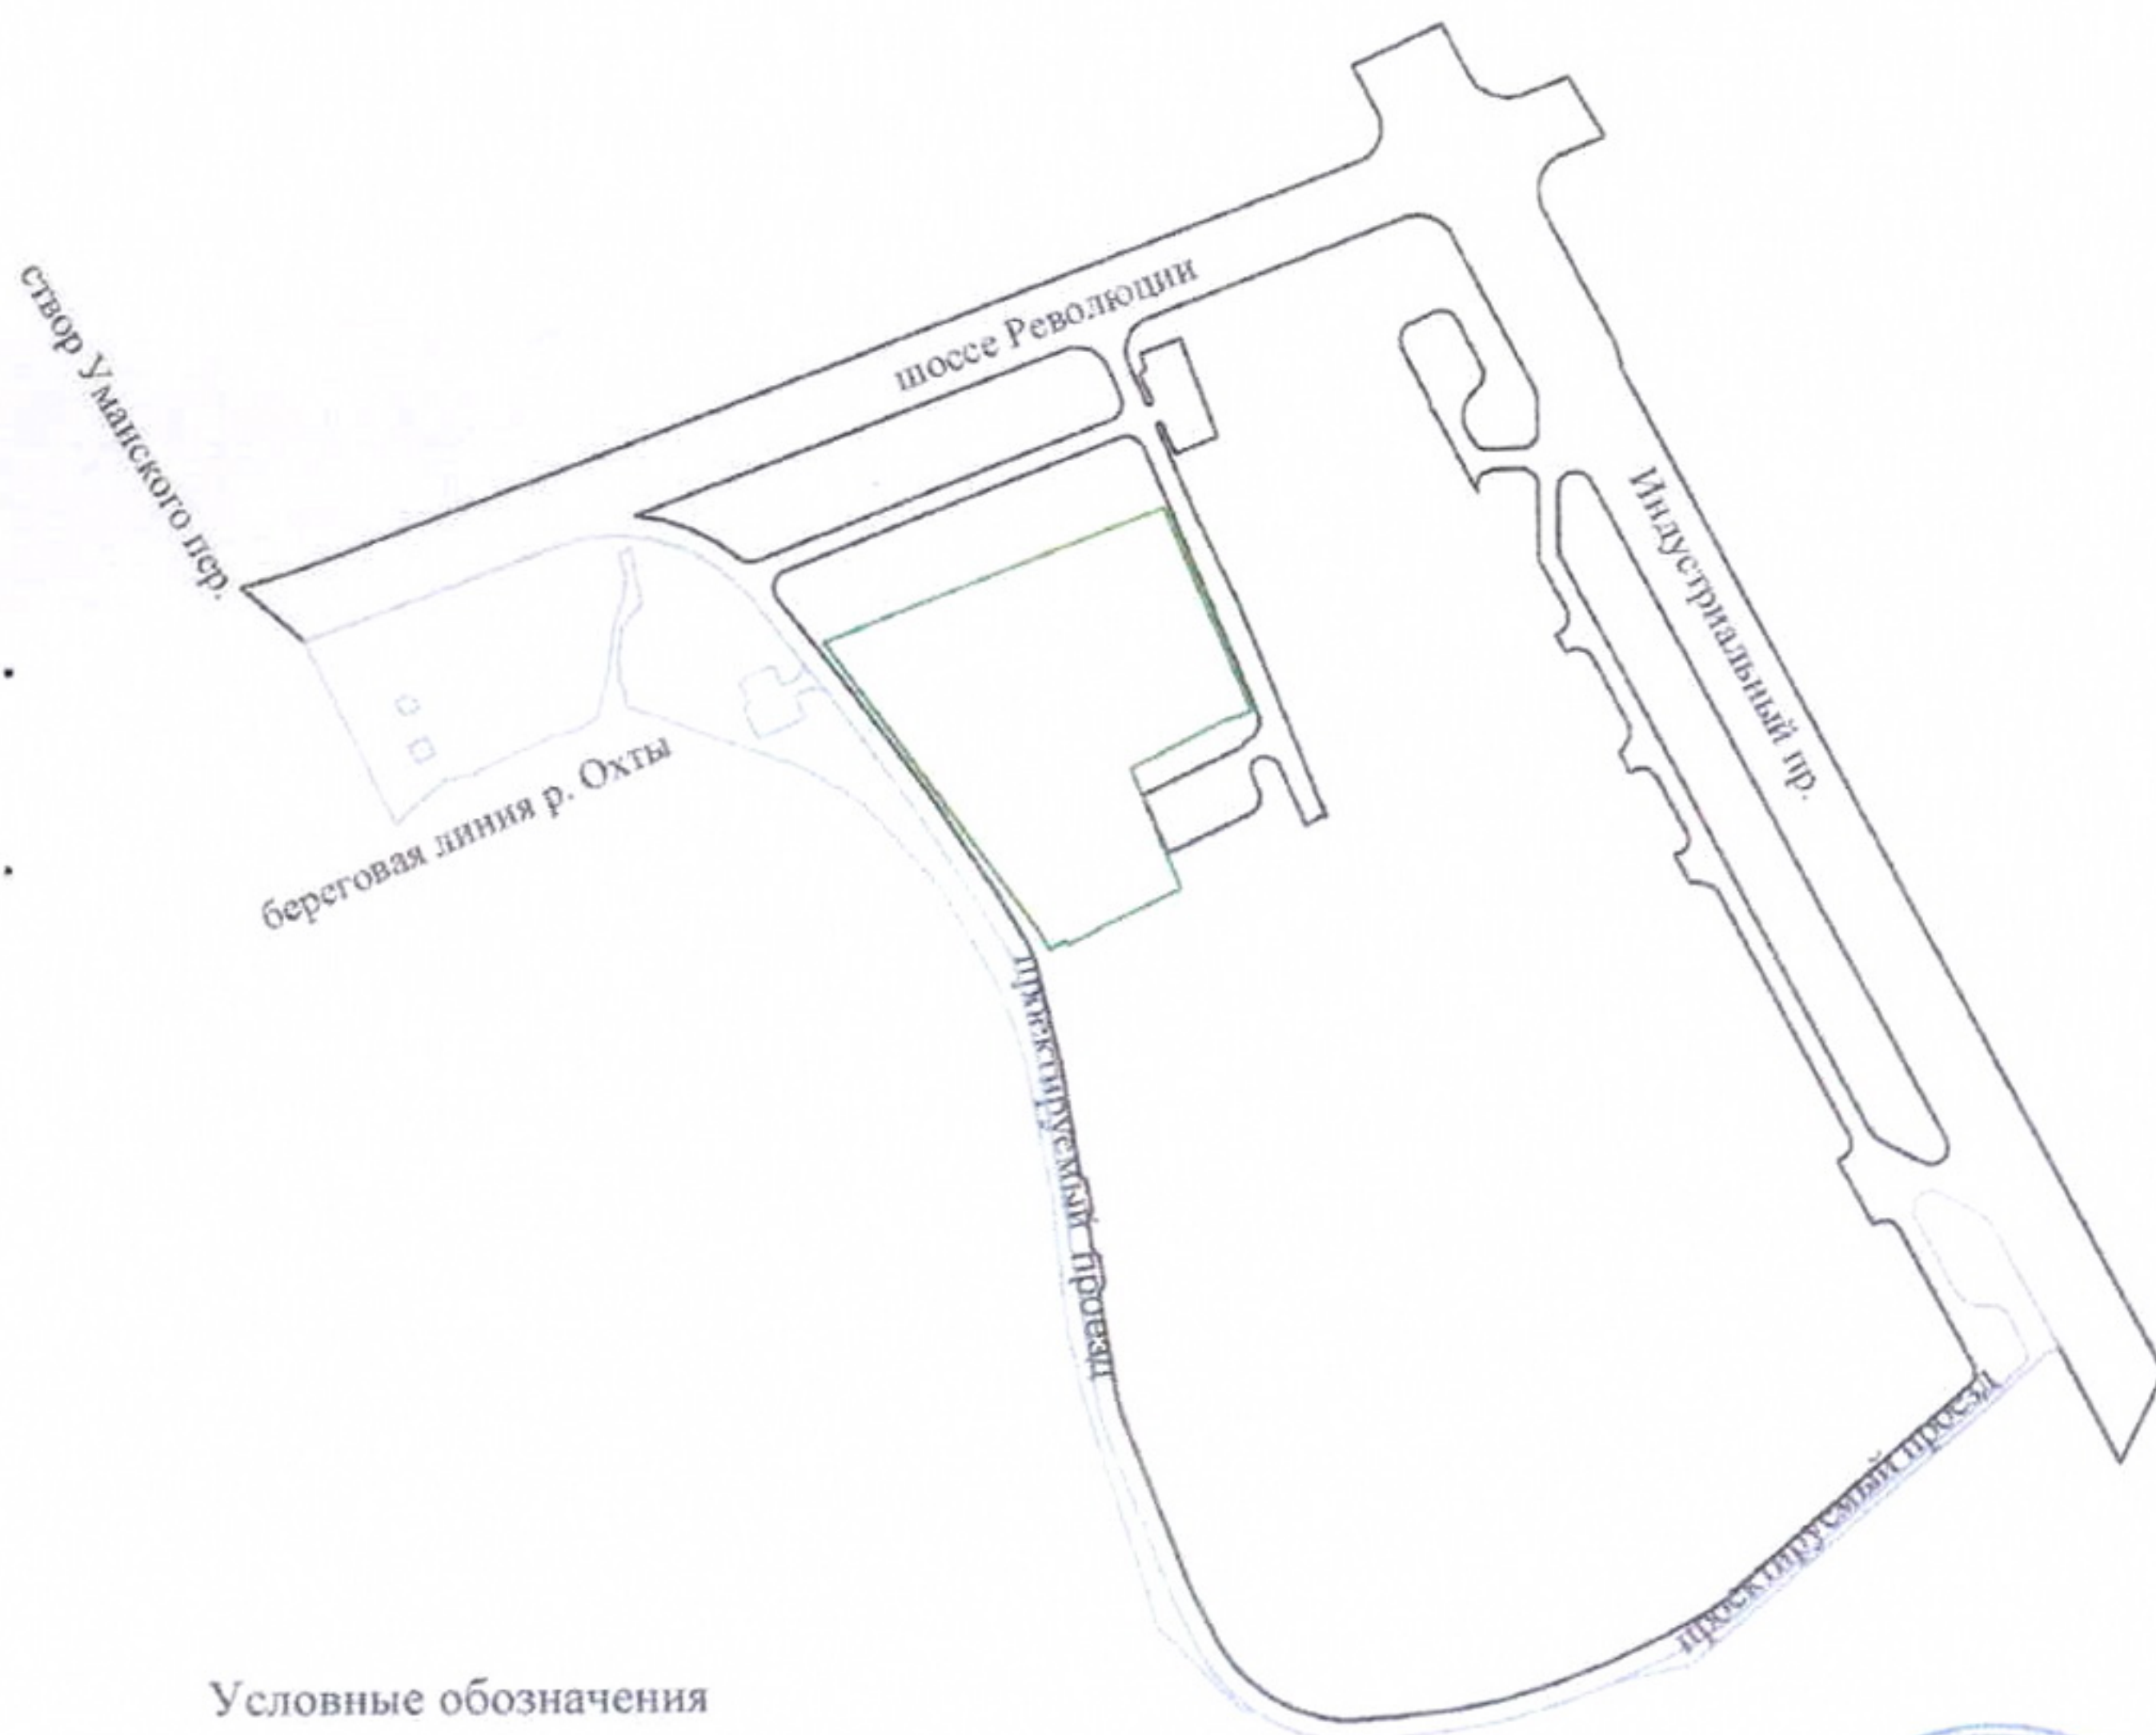 створ Уманского пер.
шоссе Революции
Индустриальный пр.
береговая линия р. Охты
проектируемый проезд
проектируемый проезд
Условные обозначения